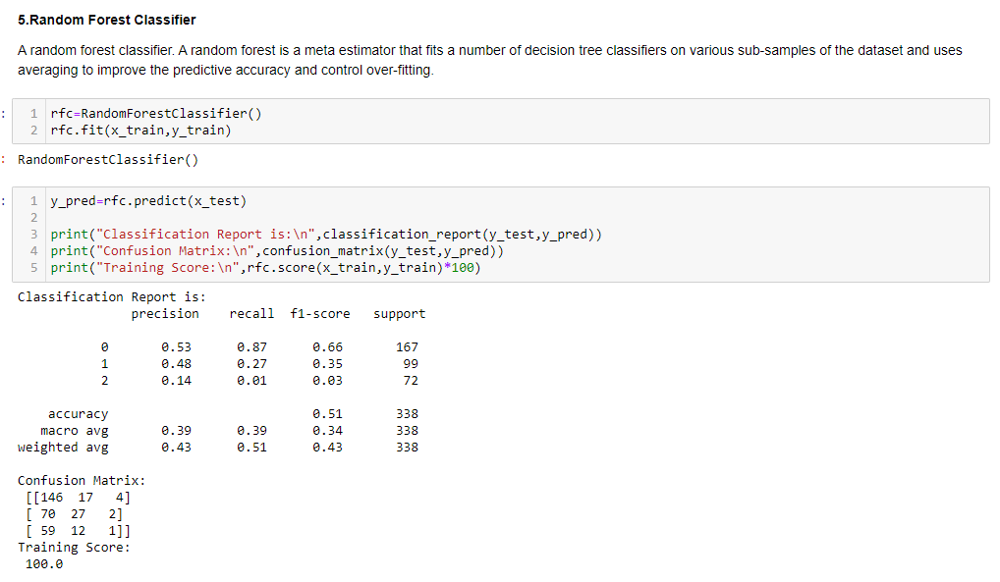 5.Random Forest Classifier
A random forest classifier. A random forest is a meta estimator that fits a number of decision tree classifiers on various sub-samples of the dataset and uses
averaging to improve the predictive accuracy and control over-fitting.
: 1 rfc=RandomForestClassifier()
2 rfc.fit(x_train,y_train)
: RandomForestClassifier()
: 1 y_pred=rfc.predict(x_test)
2
3 print("Classification Report is:\n",classification_report(y_test,y_pred))
4 print("Confusion Matrix:\n",confusion_matrix(y_test,y_pred))
5 print("Training Score:\n",rfc.score(x_train,y_train)*100)
Classification Report is:
precision recall f1-score support
0 0.53 0.87 0.66 167
1 0.48 0.27 0.35 99
2 0.14 0.01 0.03 72
accuracy 0.51 338
macro avg 0.39 0.39 0.34 338
weighted avg 0.43 0.51 0.43 338
Confusion Matrix:
[[146 17 4]
[ 70 27 2]
[ 59 12 1]]
Training Score:
100.0